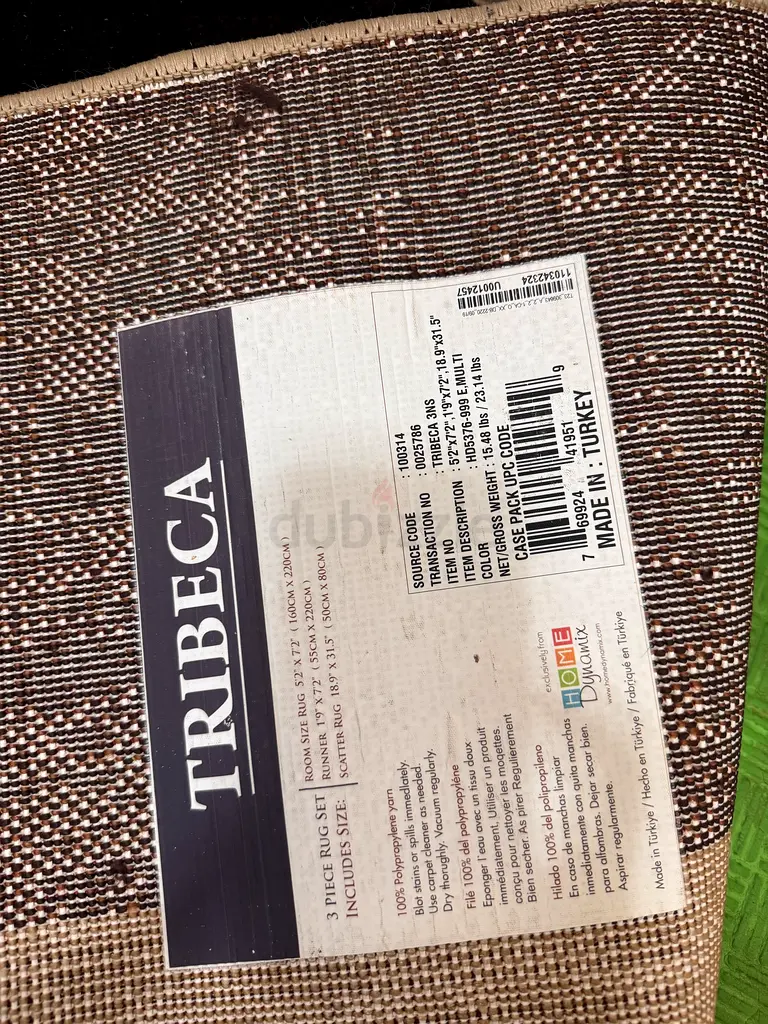 TRIBECA
3 PIECE RUG SET
INCLUDES SIZE:
ROOM SIZE RUG 5'2" X 7'2" ( 160CM X 220CM )
RUNNER 1'9" X 7'2" ( 55CM X 220CM )
SCATTER RUG 18.9" X 31.5" ( 50CM X 80CM )
100% Polypropylene yarn
Blot stains or spills immediately.
Use carpet cleaner as needed.
Dry thoroughly. Vacuum regularly.
Filé 100% del polypropylène
Eponger l'eau avec un tissu doux
immédiatement. Utiliser un produit
conçu pour nettoyer les moqettes.
Bien secher. As pirer Regulierement
Hilado 100% del polipropileno
En caso de manchas limpiar
inmediatamente con quita manchas
para alfombras. Dejar secar bien.
Aspirar regularmente.
Made in Türkiye / Hecho en Türkiye / Fabriqué en Türkiye
exclusively from
HOME
Dynamix
www.homedynamix.com
SOURCE CODE : 100314
TRANSACTION NO : 0025786
ITEM NO : TRIBECA 3NS
ITEM DESCRIPTION : 5'2"x7'2",1'9"x7'2",18.9"x31.5"
COLOR : HD5376-999 E,MULTI
NET/GROSS WEIGHT : 15.48 lbs / 23.14 lbs
CASE PACK UPC CODE
7 69924 41951 9
MADE IN : TURKEY
110342324
U0012457
dubizzle